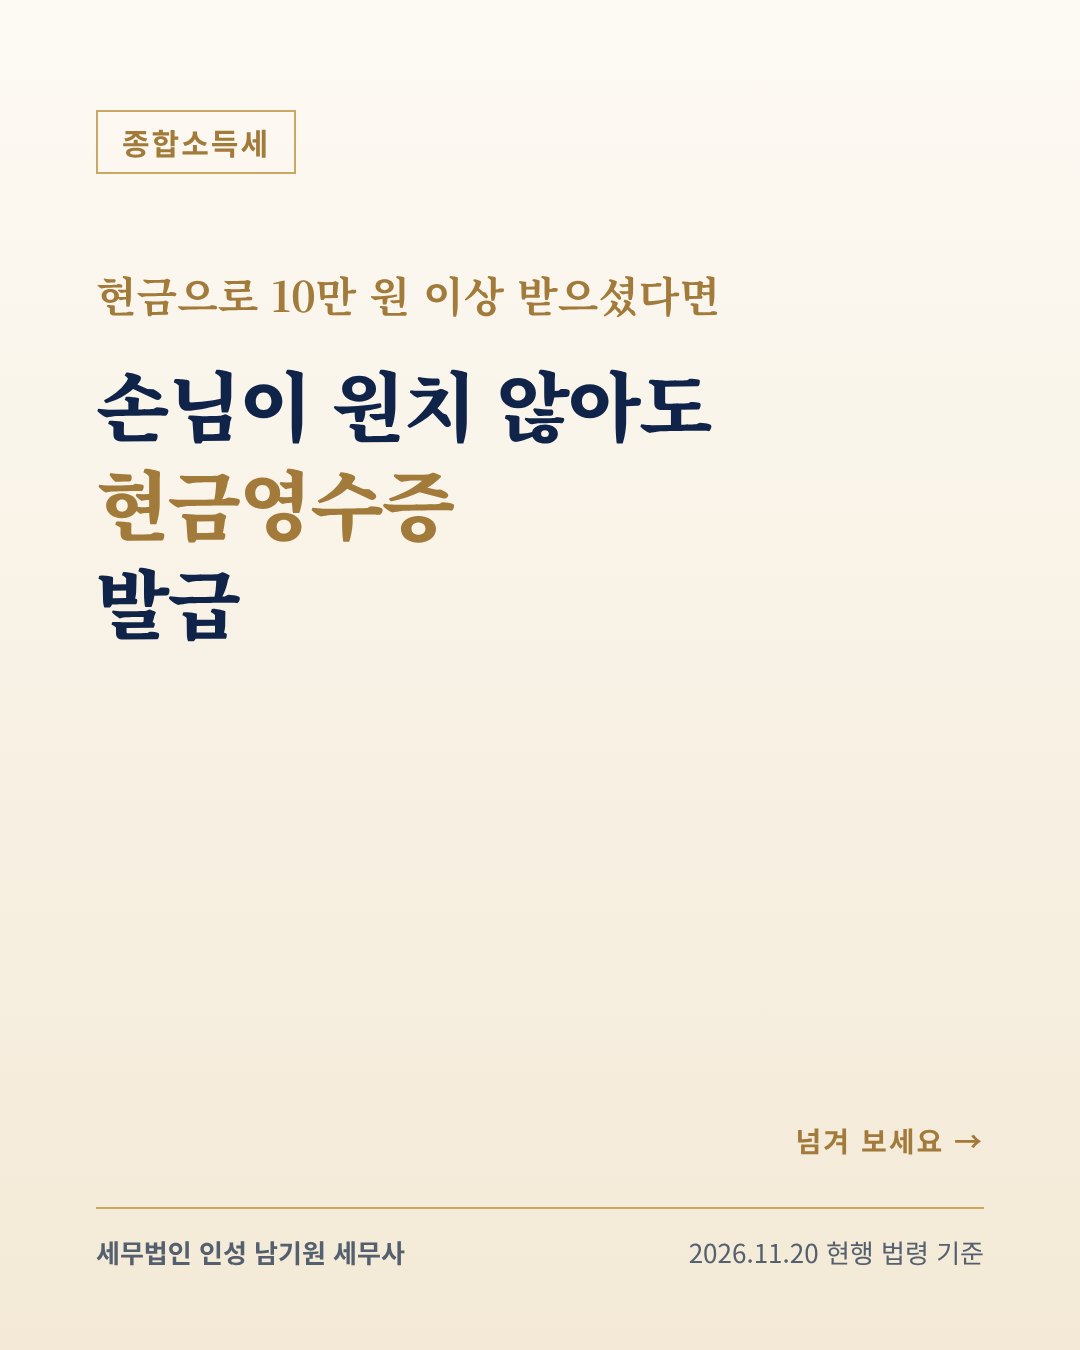 종합소득세
현금으로 10만 원 이상 받으셨다면
손님이 원치 않아도
현금영수증
발급
넘겨 보세요 →
세무법인 인성 남기원 세무사
2026.11.20 현행 법령 기준